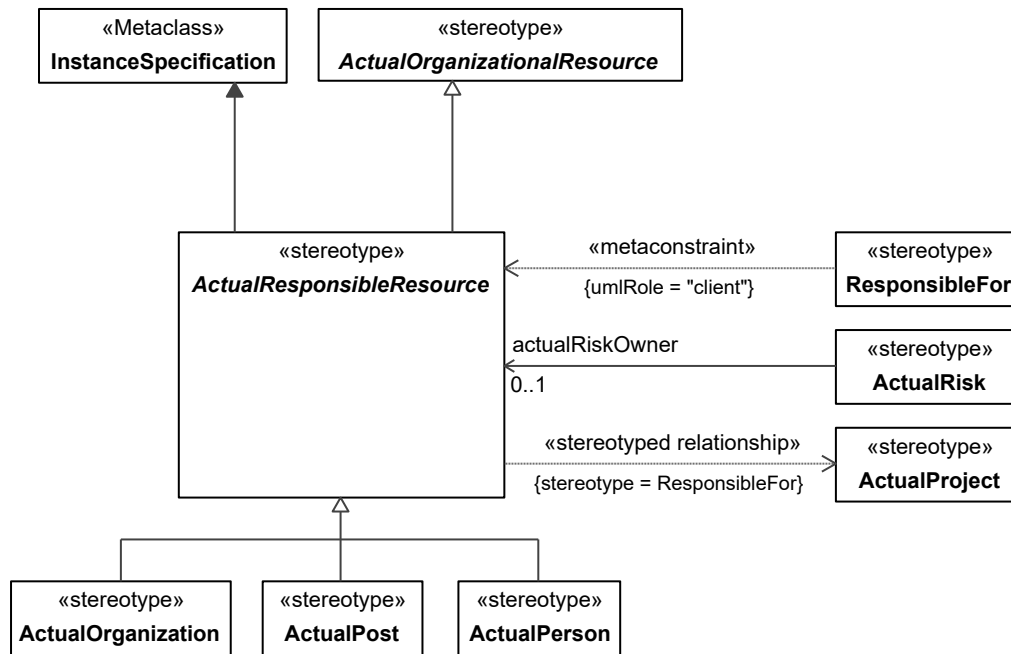 «Metaclass»
InstanceSpecification
«stereotype»
ActualOrganizationalResource
«stereotype»
ActualResponsibleResource
«metaconstraint»
{umlRole = "client"}
«stereotype»
ResponsibleFor
actualRiskOwner
0..1
«stereotype»
ActualRisk
«stereotyped relationship»
{stereotype = ResponsibleFor}
«stereotype»
ActualProject
«stereotype»
ActualOrganization
«stereotype»
ActualPost
«stereotype»
ActualPerson